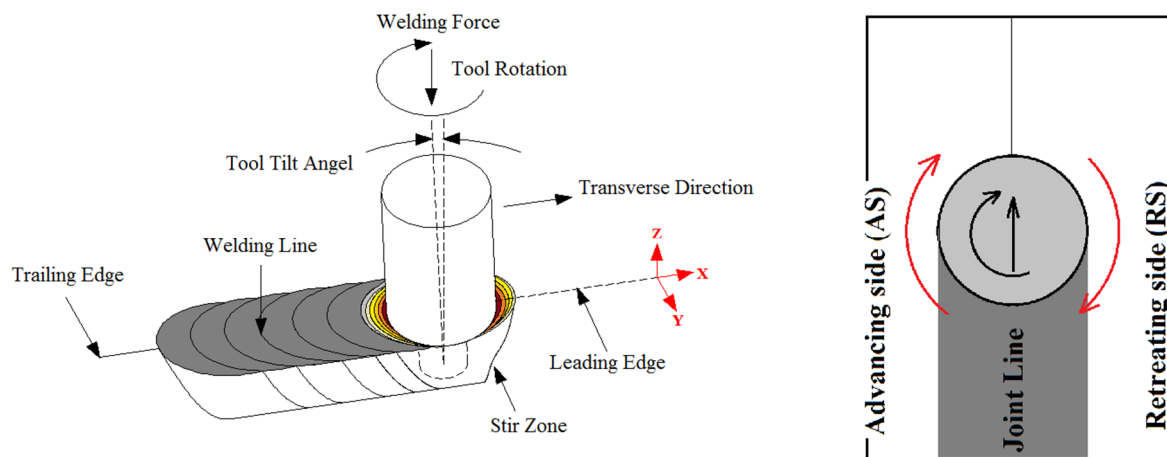 Welding Force
Tool Rotation
Tool Tilt Angel
Transverse Direction
Welding Line
Trailing Edge
Z
X
Y
Leading Edge
Stir Zone
Advancing side (AS)
Joint Line
Retreating side (RS)